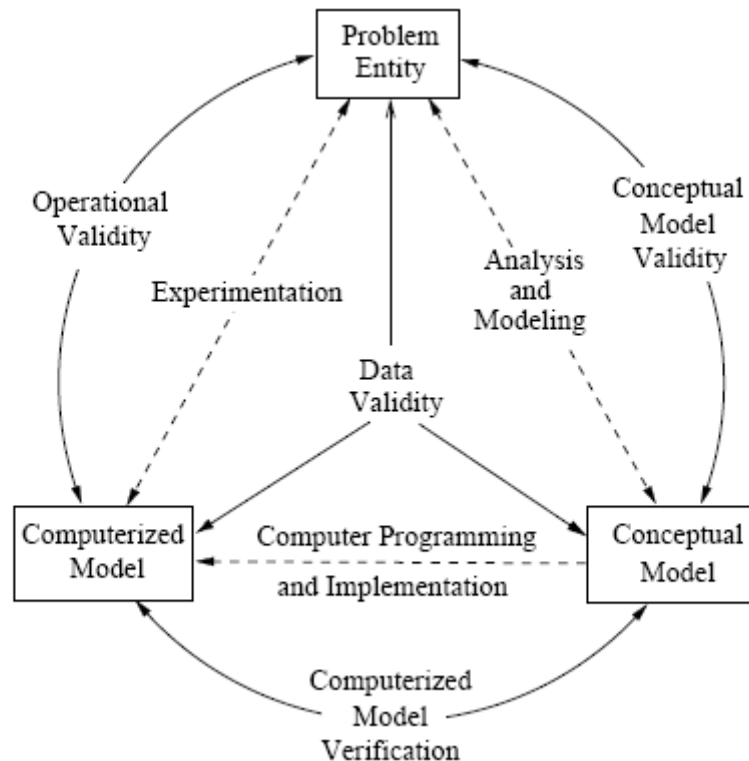 Problem
Entity
Operational
Validity
Conceptual
Model
Validity
Experimentation
Analysis
and
Modeling
Data
Validity
Computerized
Model
Computer Programming
and Implementation
Conceptual
Model
Computerized
Model
Verification